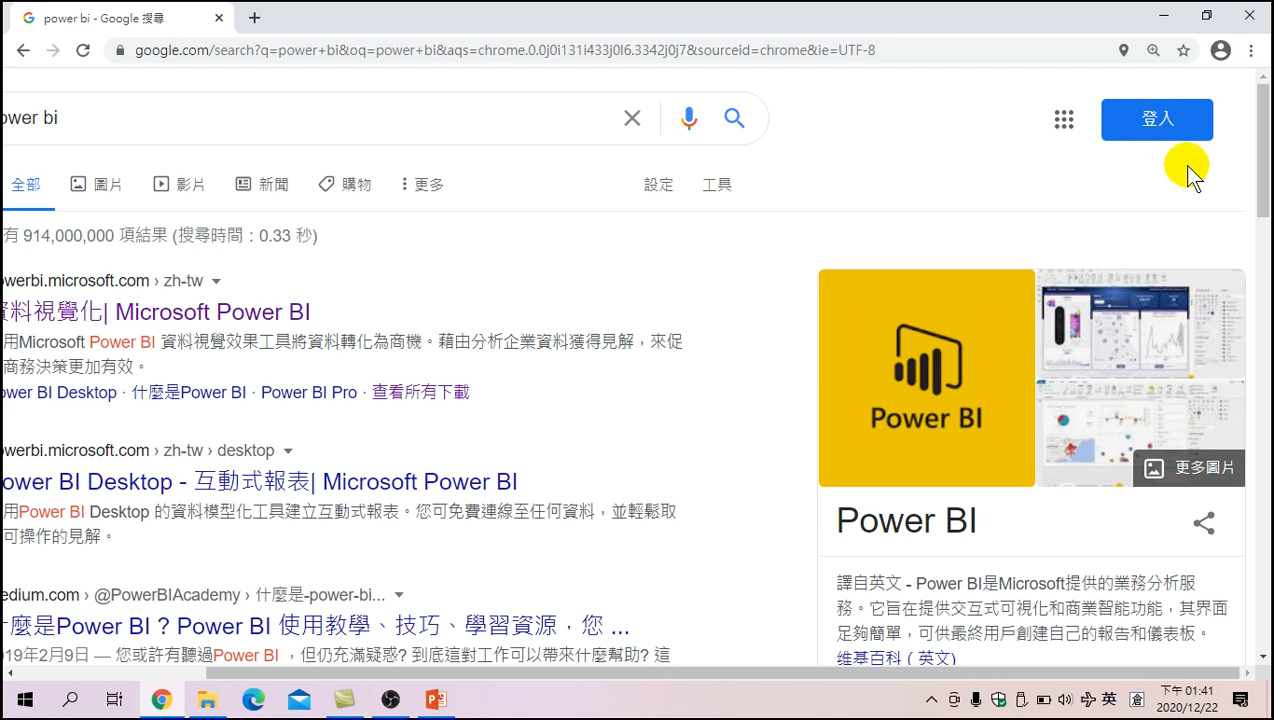 power bi - Google 搜尋
google.com/search?q=power+bi&oq=power+bi&aqs=chrome.0.0j0i131i433j0l6.3342j0j7&sourceid=chrome&ie=UTF-8
ower bi
登入
全部 圖片 影片 新聞 購物 更多 設定 工具
有 914,000,000 項結果 (搜尋時間：0.33 秒)
owerbi.microsoft.com › zh-tw
資料視覺化| Microsoft Power BI
用Microsoft Power BI 資料視覺效果工具將資料轉化為商機。藉由分析企業資料獲得見解，來促
商務決策更加有效。
ower BI Desktop · 什麼是Power BI · Power BI Pro · 查看所有下載
owerbi.microsoft.com › zh-tw › desktop
ower BI Desktop - 互動式報表| Microsoft Power BI
用Power BI Desktop 的資料模型化工具建立互動式報表。您可免費連線至任何資料，並輕鬆取
可操作的見解。
edium.com › @PowerBIAcademy › 什麼是-power-bi...
什麼是Power BI ? Power BI 使用教學、技巧、學習資源，您 ...
019年2月9日 — 您或許有聽過Power BI ，但仍充滿疑惑? 到底這對工作可以帶來什麼幫助? 這
Power BI
更多圖片
Power BI
譯自英文 - Power BI是Microsoft提供的業務分析服
務。它旨在提供交互式可視化和商業智能功能，其界面
足夠簡單，可供最終用戶創建自己的報告和儀表板。
维基百科（英文)
英 倉
下午 01:41
2020/12/22